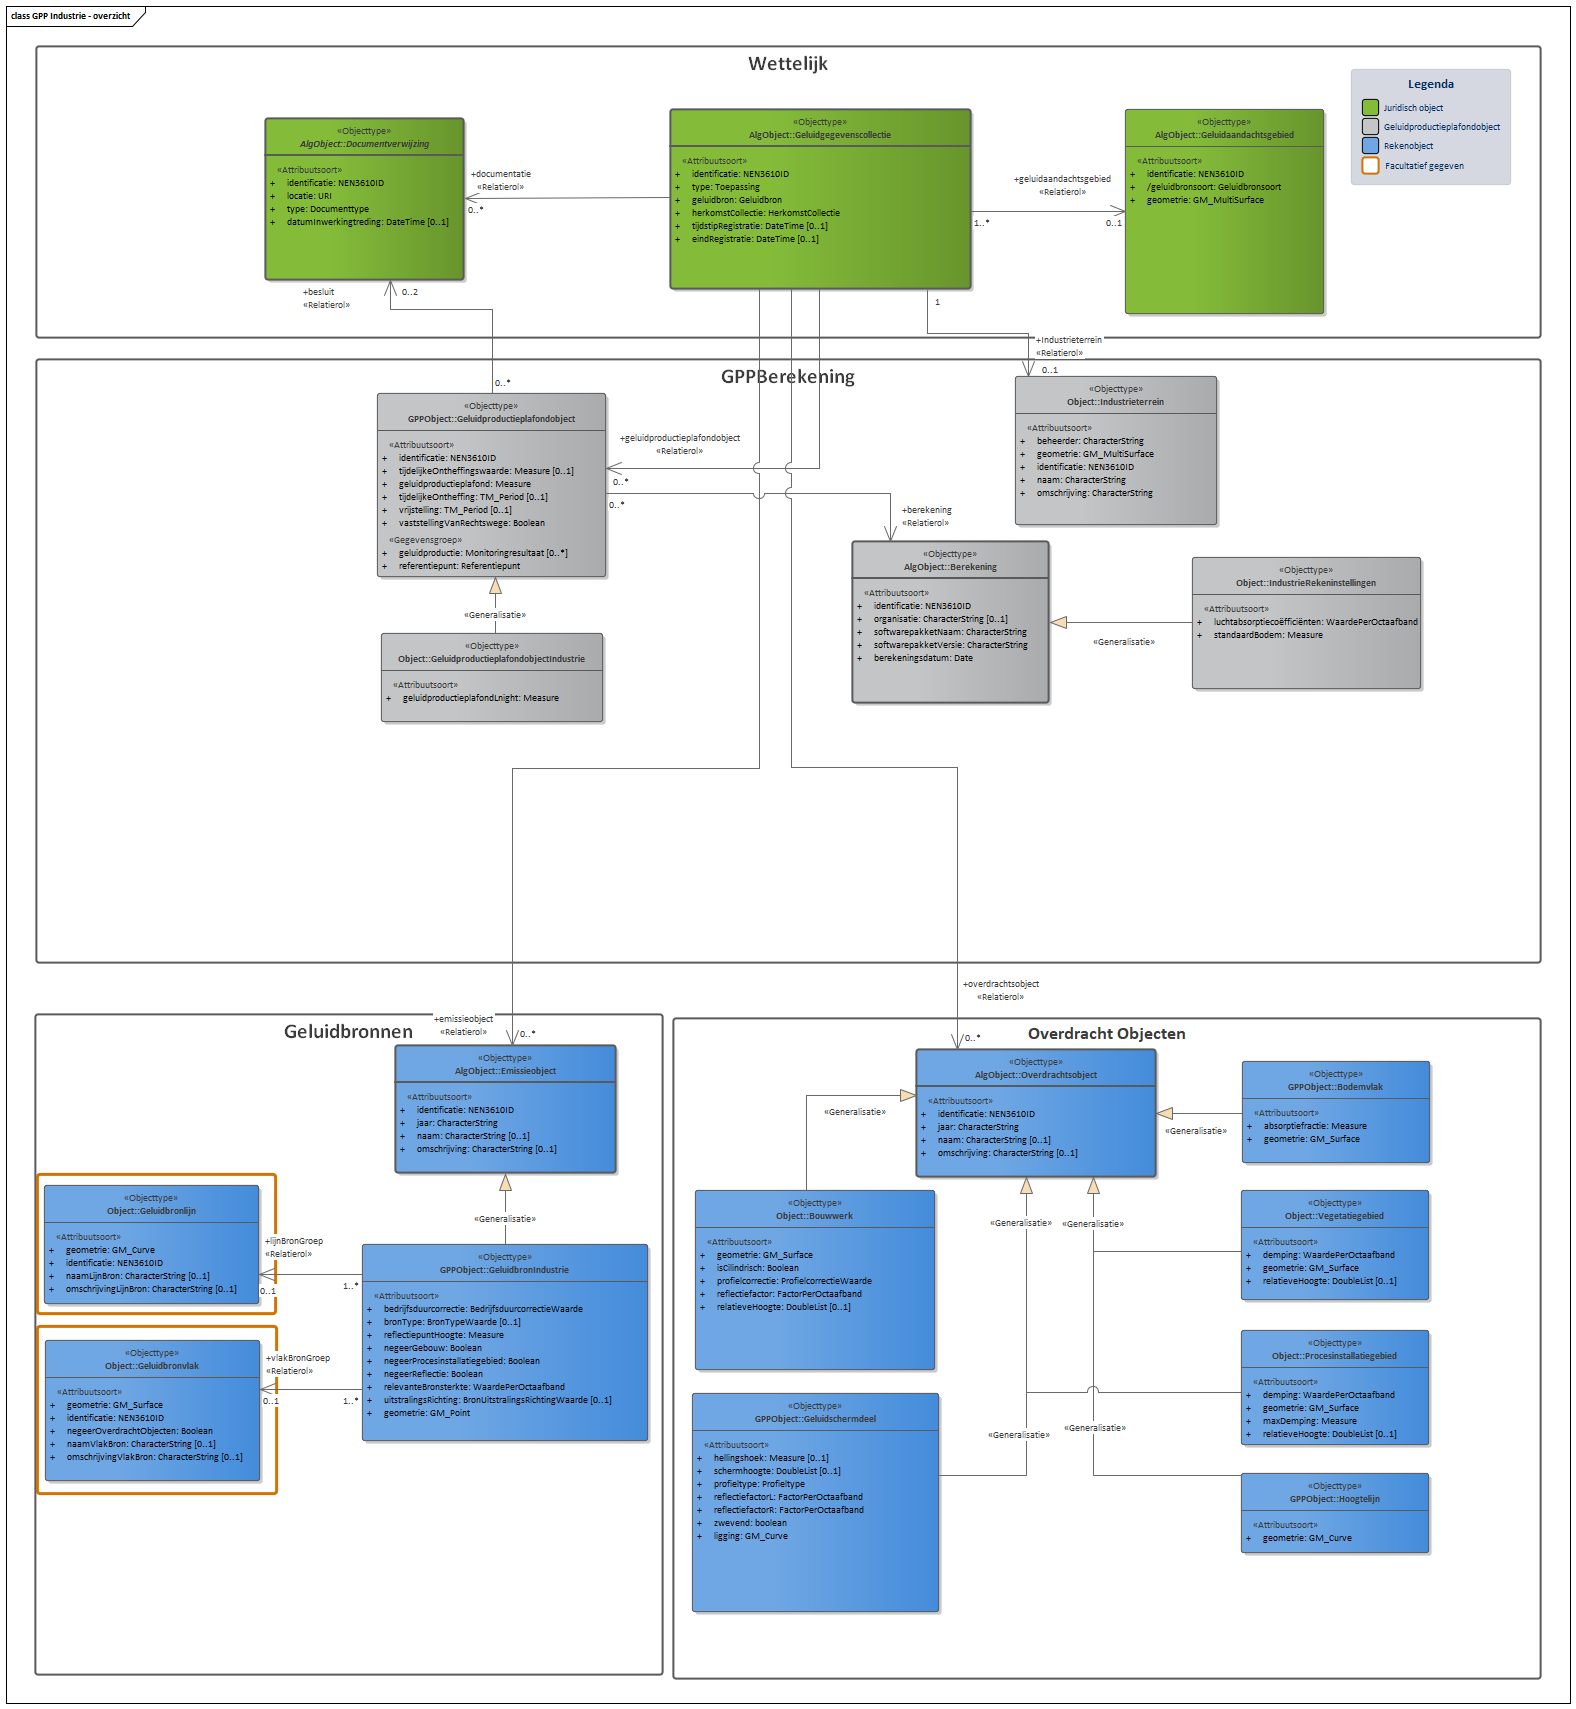 class GPP Industrie - overzicht
Wettelijk
Legenda
Juridisch object
Geluidproductieplafondobject
Rekenobject
Facultatief gegeven
«Objecttype»
AlgObject::Documentverwijzing
«Attribuutsoort»
+ identificatie: NEN3610ID
+ locatie: URI
+ type: Documenttype
+ datumInwerkingtreding: DateTime [0..1]
+documentatie
«Relatierol»
0..*
«Objecttype»
AlgObject::Geluidgegevenscollectie
«Attribuutsoort»
+ identificatie: NEN3610ID
+ type: Toepassing
+ geluidbron: Geluidbron
+ herkomstCollectie: HerkomstCollectie
+ tijdstipRegistratie: DateTime [0..1]
+ eindRegistratie: DateTime [0..1]
+geluidaandachtsgebied
«Relatierol»
1..*
0..1
«Objecttype»
AlgObject::Geluidaandachtsgebied
«Attribuutsoort»
+ identificatie: NEN3610ID
+ /geluidbronsoort: Geluidbronsoort
+ geometrie: GM_MultiSurface
+besluit
«Relatierol»
0..2
1
+Industrieterrein
«Relatierol»
0..1
GPPBerekening
0..*
«Objecttype»
GPPObject::Geluidproductieplafondobject
«Attribuutsoort»
+ identificatie: NEN3610ID
+ tijdelijkeOntheffingswaarde: Measure [0..1]
+ geluidproductieplafond: Measure
+ tijdelijkeOntheffing: TM_Period [0..1]
+ vrijstelling: TM_Period [0..1]
+ vaststellingVanRechtswege: Boolean
«Gegevensgroep»
+ geluidproductie: Monitoringresultaat [0..*]
+ referentiepunt: Referentiepunt
+geluidproductieplafondobject
«Relatierol»
0..*
0..*
«Objecttype»
Object::Industrieterrein
«Attribuutsoort»
+ beheerder: CharacterString
+ geometrie: GM_MultiSurface
+ identificatie: NEN3610ID
+ naam: CharacterString
+ omschrijving: CharacterString
+berekening
«Relatierol»
«Objecttype»
AlgObject::Berekening
«Attribuutsoort»
+ identificatie: NEN3610ID
+ organisatie: CharacterString [0..1]
+ softwarepakketNaam: CharacterString
+ softwarepakketVersie: CharacterString
+ berekeningsdatum: Date
«Generalisatie»
«Objecttype»
Object::IndustrieRekeninstellingen
«Attribuutsoort»
+ luchtabsorptiecoëfficiënten: WaardePerOctaafband
+ standaardBodem: Measure
«Generalisatie»
«Objecttype»
Object::GeluidproductieplafondobjectIndustrie
«Attribuutsoort»
+ geluidproductieplafondLnight: Measure
+overdrachtsobject
«Relatierol»
0..*
Geluidbronnen
+emissieobject
«Relatierol»
0..*
«Objecttype»
AlgObject::Emissieobject
«Attribuutsoort»
+ identificatie: NEN3610ID
+ jaar: CharacterString
+ naam: CharacterString [0..1]
+ omschrijving: CharacterString [0..1]
«Generalisatie»
«Objecttype»
Object::Geluidbronlijn
«Attribuutsoort»
+ geometrie: GM_Curve
+ identificatie: NEN3610ID
+ naamLijnBron: CharacterString [0..1]
+ omschrijvingLijnBron: CharacterString [0..1]
+lijnBronGroep
«Relatierol»
0..1
1..*
«Objecttype»
GPPObject::GeluidbronIndustrie
«Attribuutsoort»
+ bedrijfsduurcorrectie: BedrijfsduurcorrectieWaarde
+ bronType: BronTypeWaarde [0..1]
+ reflectiepuntHoogte: Measure
+ negeerGebouw: Boolean
+ negeerProcesinstallatiegebied: Boolean
+ negeerReflectie: Boolean
+ relevanteBronsterkte: WaardePerOctaafband
+ uitstralingsRichting: BronUitstralingsRichtingWaarde [0..1]
+ geometrie: GM_Point
+vlakBronGroep
«Relatierol»
0..1
1..*
«Objecttype»
Object::Geluidbronvlak
«Attribuutsoort»
+ geometrie: GM_Surface
+ identificatie: NEN3610ID
+ negeerOverdrachtObjecten: Boolean
+ naamVlakBron: CharacterString [0..1]
+ omschrijvingVlakBron: CharacterString [0..1]
Overdracht Objecten
«Objecttype»
AlgObject::Overdrachtsobject
«Attribuutsoort»
+ identificatie: NEN3610ID
+ jaar: CharacterString
+ naam: CharacterString [0..1]
+ omschrijving: CharacterString [0..1]
«Generalisatie»
«Generalisatie»
«Objecttype»
GPPObject::Bodemvlak
«Attribuutsoort»
+ absorptiefractie: Measure
+ geometrie: GM_Surface
«Objecttype»
Object::Bouwwerk
«Attribuutsoort»
+ geometrie: GM_Surface
+ isCilindrisch: Boolean
+ profielcorrectie: ProfielcorrectieWaarde
+ reflectiefactor: FactorPerOctaafband
+ relatieveHoogte: DoubleList [0..1]
«Generalisatie»
«Generalisatie»
«Objecttype»
Object::Vegetatiegebied
«Attribuutsoort»
+ demping: WaardePerOctaafband
+ geometrie: GM_Surface
+ relatieveHoogte: DoubleList [0..1]
«Objecttype»
Object::Procesinstallatiegebied
«Attribuutsoort»
+ demping: WaardePerOctaafband
+ geometrie: GM_Surface
+ maxDemping: Measure
+ relatieveHoogte: DoubleList [0..1]
«Objecttype»
GPPObject::Geluidschermdeel
«Attribuutsoort»
+ hellingshoek: Measure [0..1]
+ schermhoogte: DoubleList [0..1]
+ profieltype: Profieltype
+ reflectiefactorL: FactorPerOctaafband
+ reflectiefactorR: FactorPerOctaafband
+ zwevend: boolean
+ ligging: GM_Curve
«Generalisatie»
«Generalisatie»
«Objecttype»
GPPObject::Hoogtelijn
«Attribuutsoort»
+ geometrie: GM_Curve